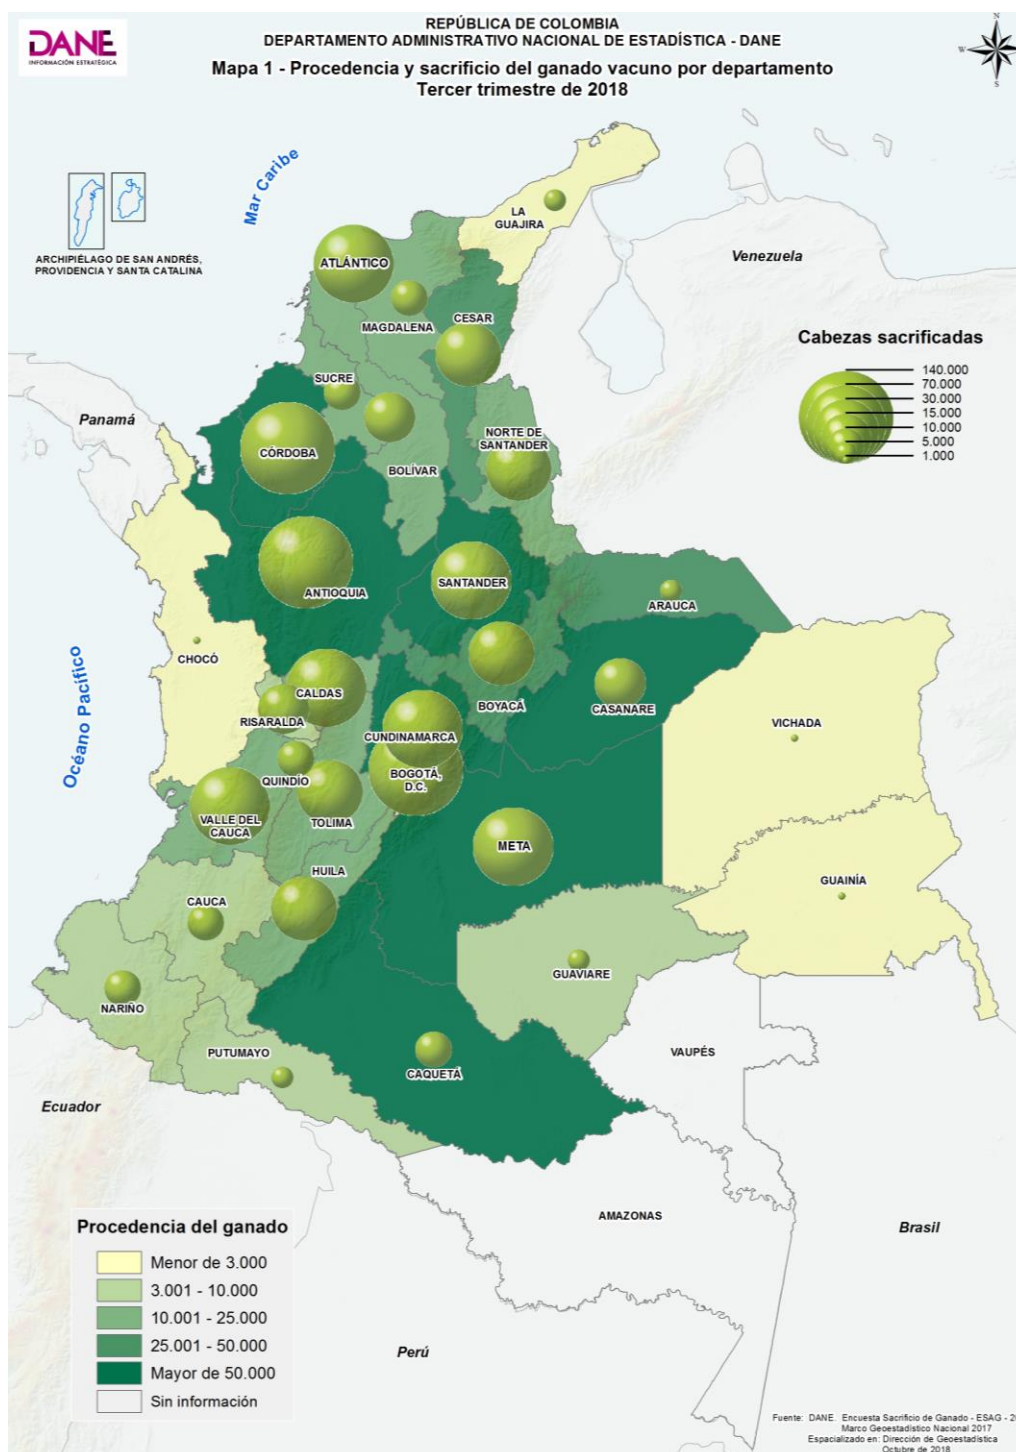 DANE
INFORMACIÓN ESTRATÉGICA
REPÚBLICA DE COLOMBIA
DEPARTAMENTO ADMINISTRATIVO NACIONAL DE ESTADÍSTICA - DANE
Mapa 1 - Procedencia y sacrificio del ganado vacuno por departamento
Tercer trimestre de 2018
N
W
E
S
Mar Caribe
ARCHIPIÉLAGO DE SAN ANDRÉS,
PROVIDENCIA Y SANTA CATALINA
LA
GUAJIRA
Venezuela
ATLÁNTICO
MAGDALENA
CESAR
Cabezas sacrificadas
140.000
70.000
30.000
15.000
10.000
5.000
1.000
SUCRE
Panamá
CÓRDOBA
BOLÍVAR
NORTE DE
SANTANDER
ANTIOQUIA
SANTANDER
ARAUCA
CHOCÓ
Océano Pacífico
CALDAS
RISARALDA
BOYACÁ
CASANARE
VICHADA
CUNDINAMARCA
BOGOTÁ,
D.C.
QUINDÍO
VALLE DEL
CAUCA
TOLIMA
META
HUILA
GUAINÍA
CAUCA
NARIÑO
GUAVIARE
PUTUMAYO
CAQUETÁ
VAUPÉS
Ecuador
AMAZONAS
Brasil
Perú
Procedencia del ganado
Menor de 3.000
3.001 - 10.000
10.001 - 25.000
25.001 - 50.000
Mayor de 50.000
Sin información
Fuente: DANE. Encuesta Sacrificio de Ganado - ESAG - 20
Marco Geoestadístico Nacional 2017
Espacializado en: Dirección de Geoestadística
Octubre de 2018